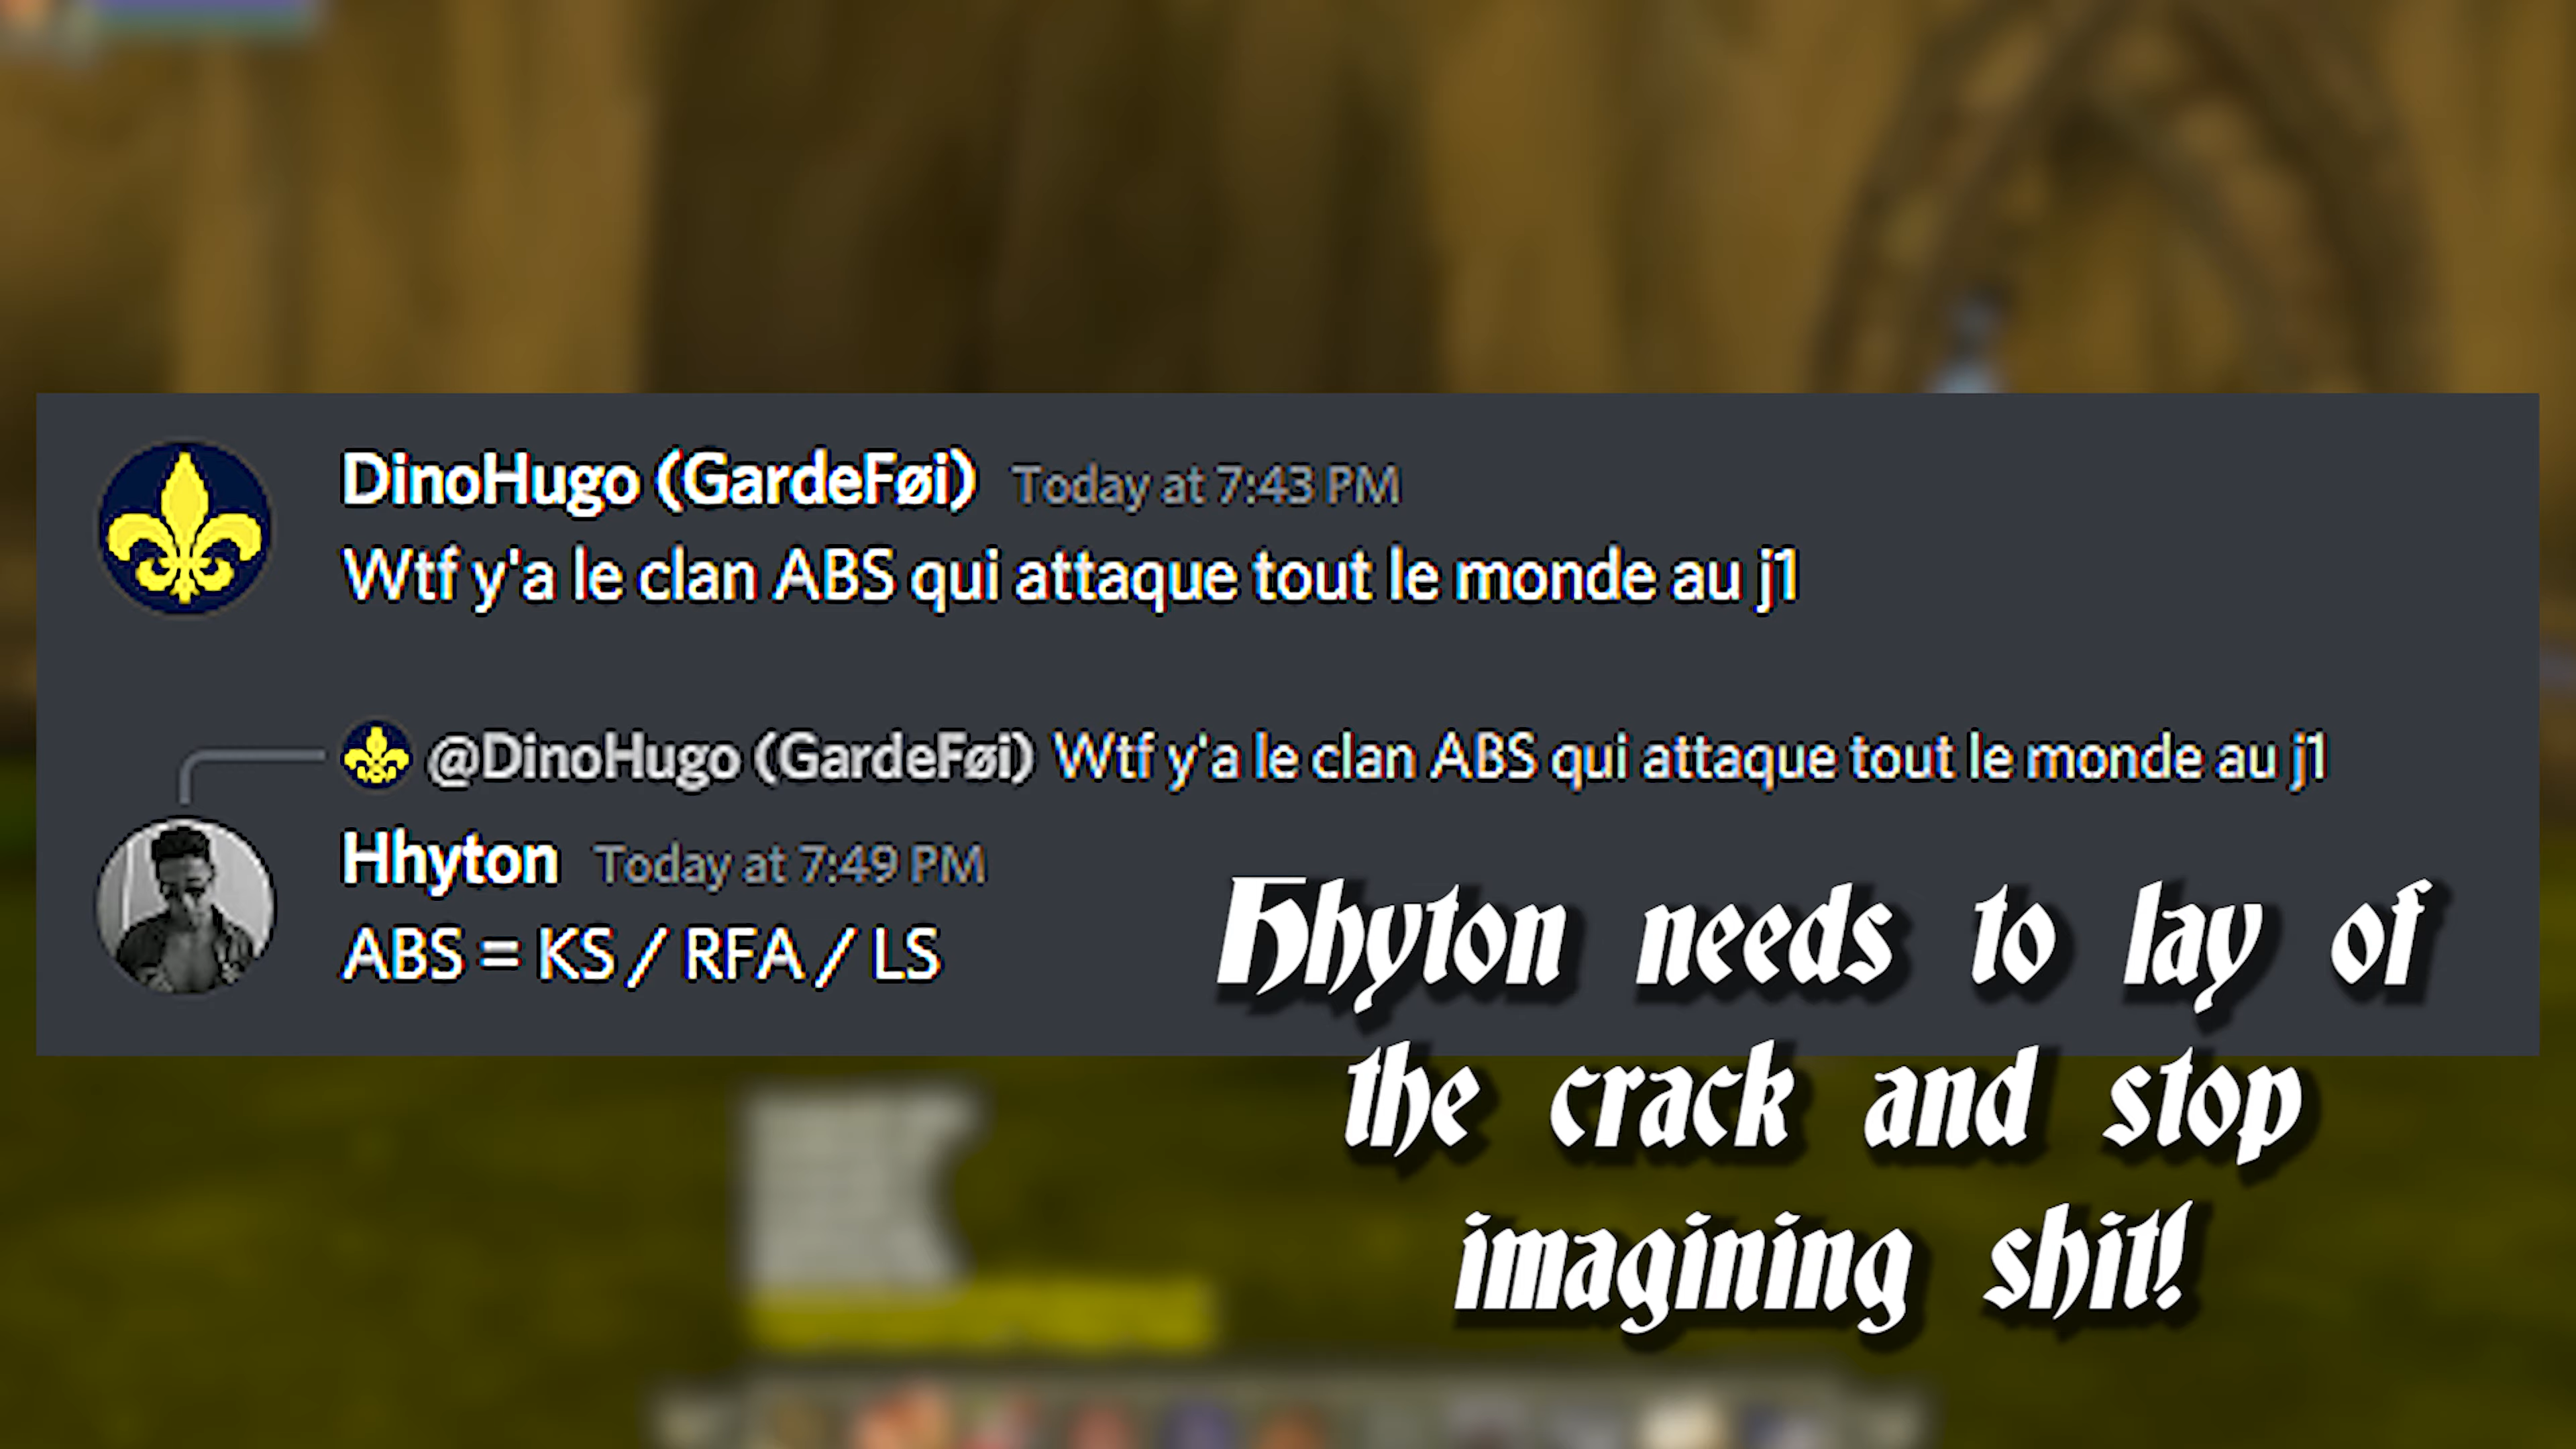 DinoHugo (GardeFøi) Today at 7:43 PM
Wtf y'a le clan ABS qui attaque tout le monde au j1
@DinoHugo (GardeFøi) Wtf y'a le clan ABS qui attaque tout le monde au j1
Hhyton Today at 7:49 PM
ABS = KS / RFA / LS
Hhyton needs to lay of
the crack and stop
imagining shit!